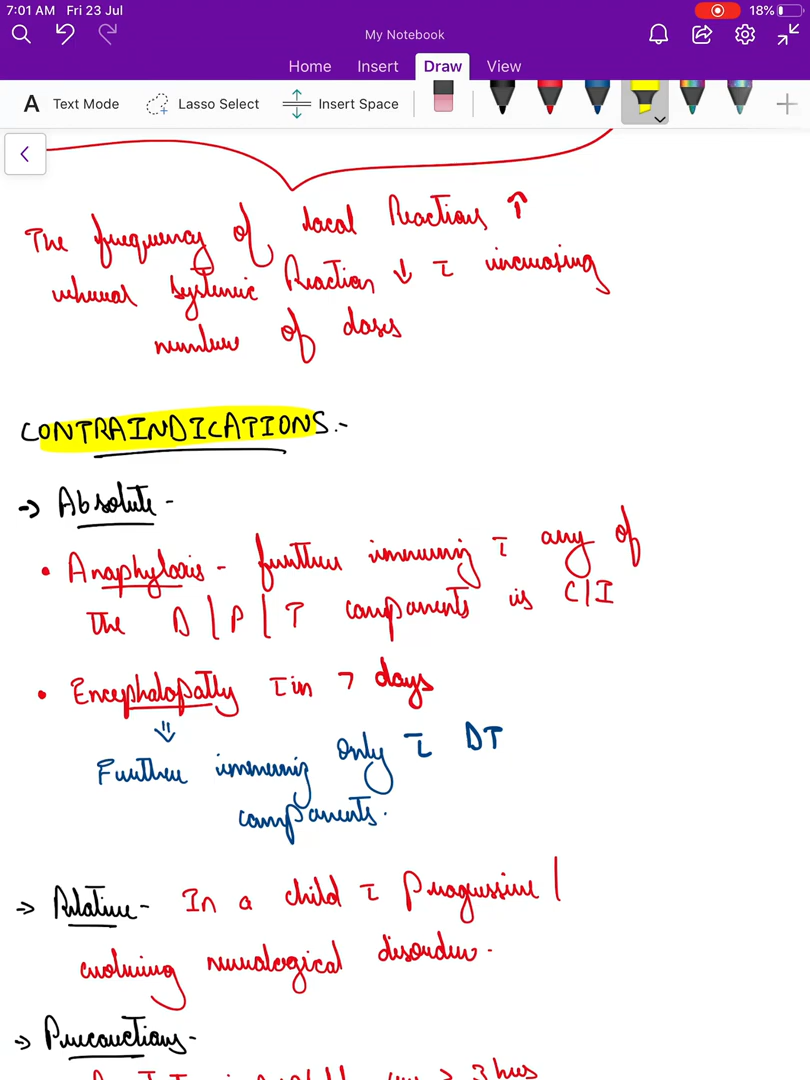 7:01 AM Fri 23 Jul
18%
My Notebook
Home Insert Draw View
A Text Mode Lasso Select Insert Space
The frequency of local Reactions ↑
whereas systemic Reaction ↓ c̄ increasing
number of doses
CONTRAINDICATIONS:-
→ Absolute -
• Anaphylaxis - further immuniz c̄ any of
the D/P/T components is C/I
• Encephalopathy c̄in 7 days
⇓
Further immuniz only c̄ DT
components.
→ Relative - In a child c̄ Progressive/
evolving neurological disorder.
→ Precauctions -
3 hrs